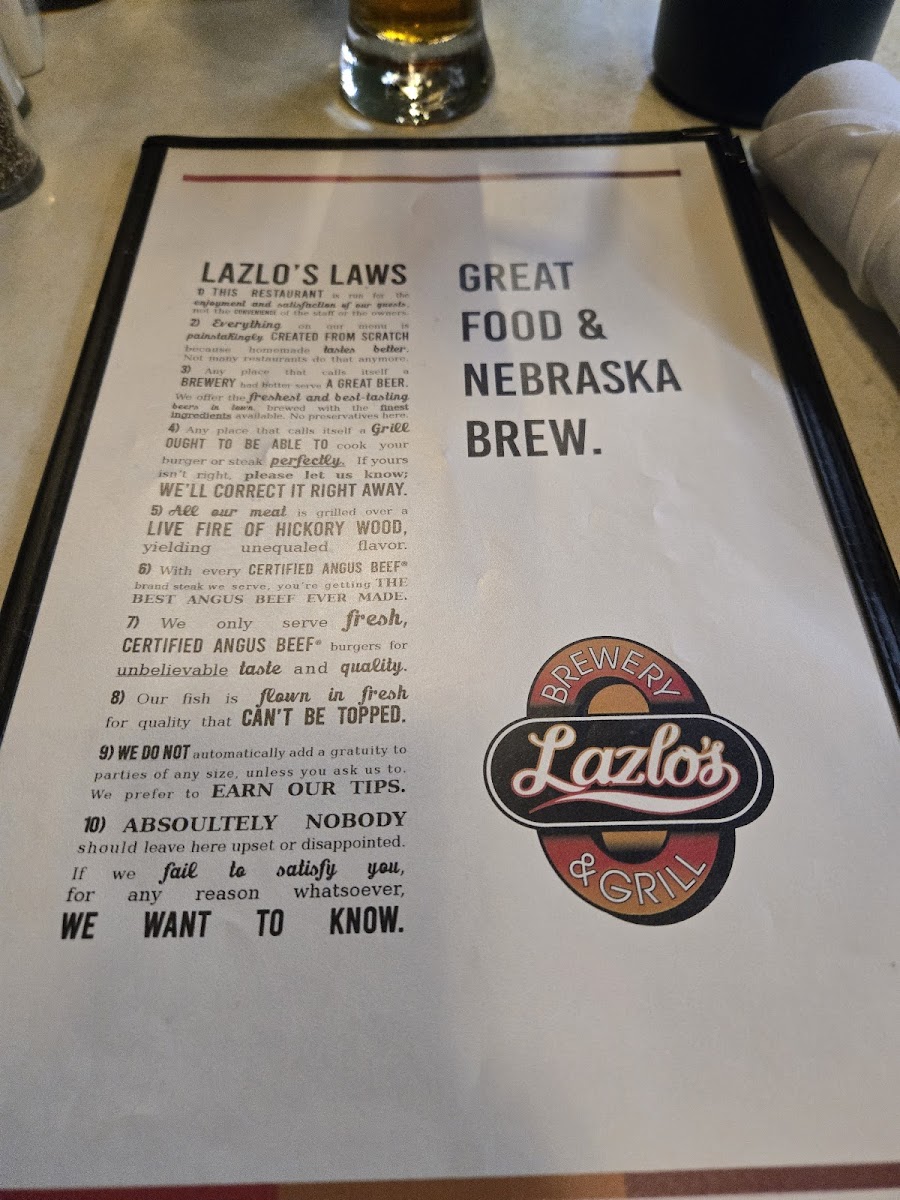 LAZLO'S LAWS
1) THIS RESTAURANT is run for the
enjoyment and satisfaction of our guests,
not the CONVENIENCE of the staff or the owners.
2) Everything on our menu is
painstakingly CREATED FROM SCRATCH
because homemade tastes better.
Not many restaurants do that anymore.
3) Any place that calls itself a
BREWERY had better serve A GREAT BEER.
We offer the freshest and best-tasting
beers in town, brewed with the finest
ingredients available. No preservatives here.
4) Any place that calls itself a Grill
OUGHT TO BE ABLE TO cook your
burger or steak perfectly. If yours
isn't right, please let us know;
WE'LL CORRECT IT RIGHT AWAY.
5) All our meat is grilled over a
LIVE FIRE OF HICKORY WOOD,
yielding unequaled flavor.
6) With every CERTIFIED ANGUS BEEF®
brand steak we serve, you're getting THE
BEST ANGUS BEEF EVER MADE.
7) We only serve fresh,
CERTIFIED ANGUS BEEF® burgers for
unbelievable taste and quality.
8) Our fish is flown in fresh
for quality that CAN'T BE TOPPED.
9) WE DO NOT automatically add a gratuity to
parties of any size, unless you ask us to.
We prefer to EARN OUR TIPS.
10) ABSOULTELY NOBODY
should leave here upset or disappointed.
If we fail to satisfy you,
for any reason whatsoever,
WE WANT TO KNOW.
GREAT
FOOD &
NEBRASKA
BREW.
BREWERY
Lazlo's
& GRILL